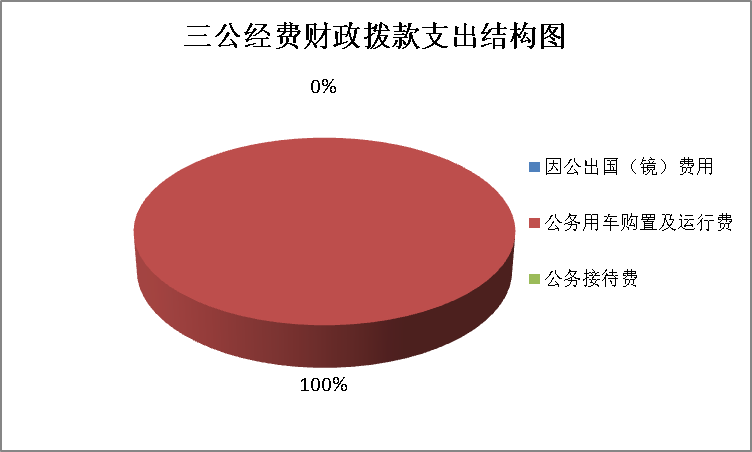 三公经费财政拨款支出结构图
0%
因公出国（镜）费用
公务用车购置及运行费
公务接待费
100%